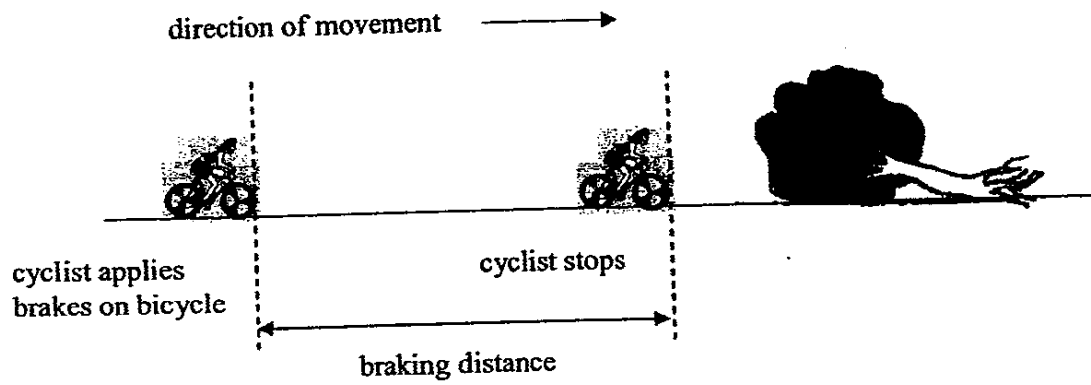 direction of movement
cyclist applies
brakes on bicycle
cyclist stops
braking distance